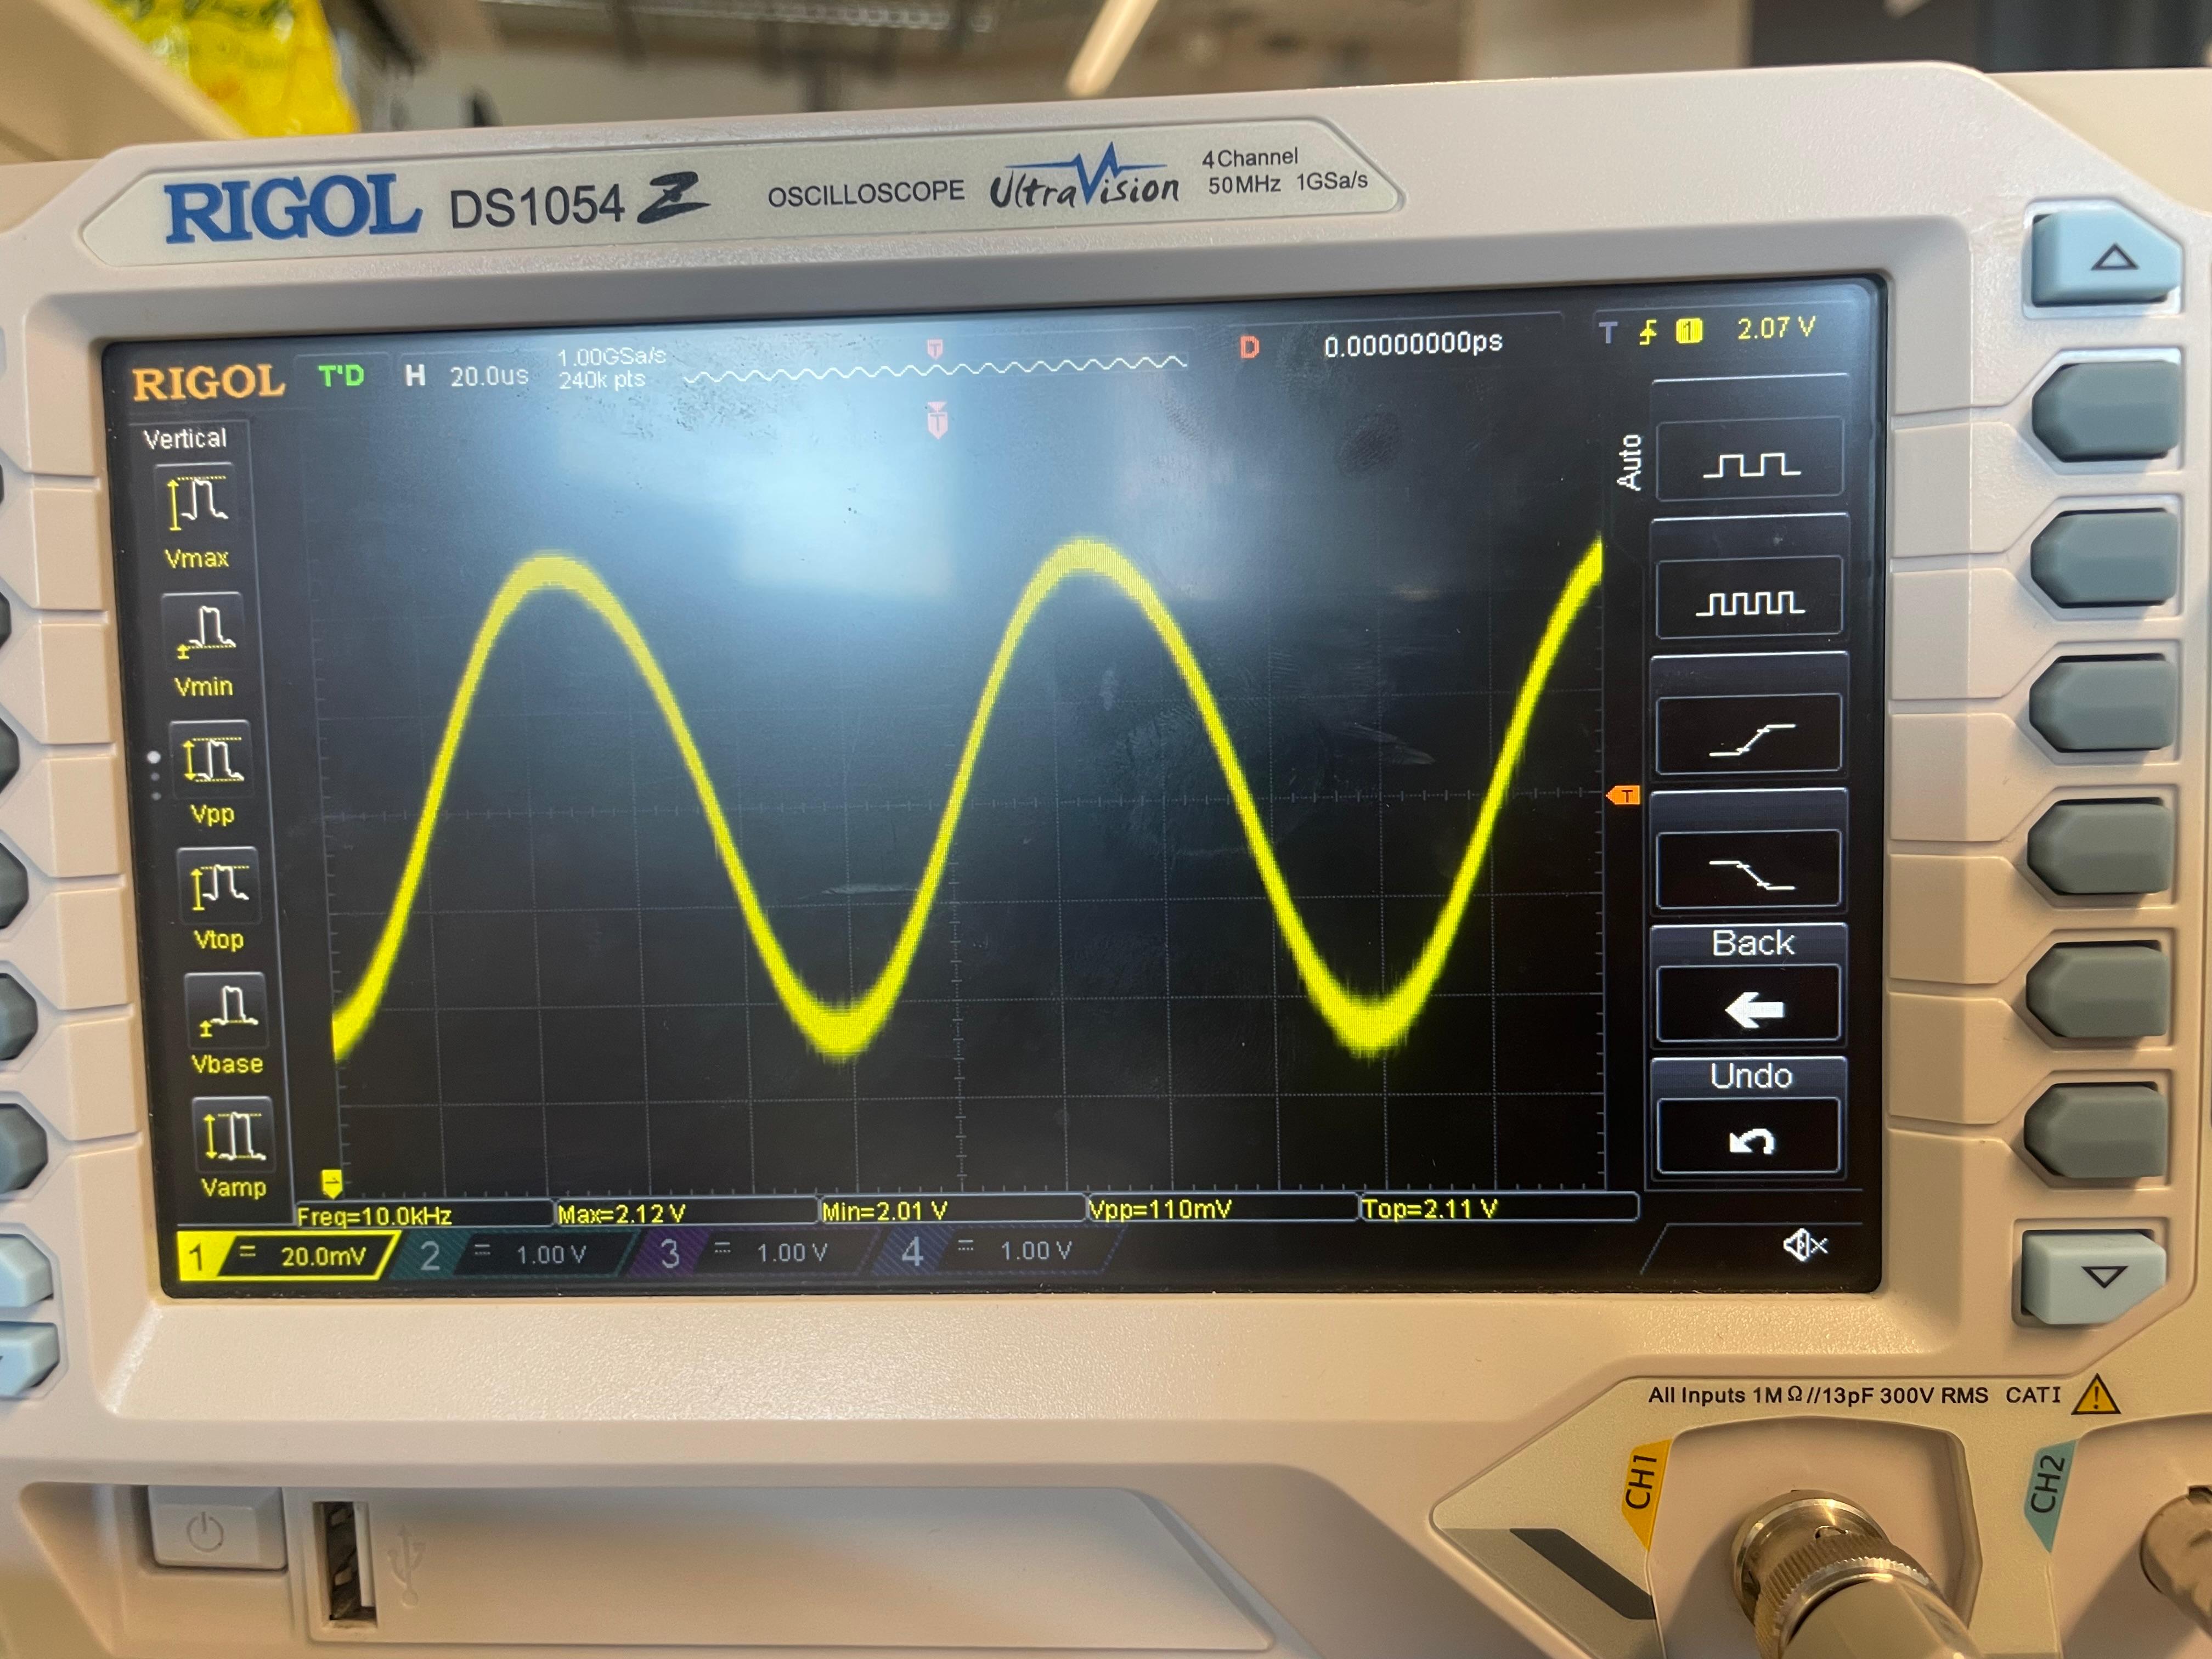 RIGOL DS1054 Z OSCILLOSCOPE UltraVision 4 Channel
50MHz 1GSa/s
RIGOL T'D H 20.0us 1.00GSa/s
240k pts
T
D 0.00000000ps T 1 2.07 V
T
Vertical
Vmax
Vmin
Vpp
Vtop
Vbase
Vamp
Auto
T
Back
Undo
Freq=10.0kHz Max=2.12 V Min=2.01 V Vpp=110mV Top=2.11 V
1 = 20.0mV 2 1.00 V 3 1.00 V 4 1.00 V
All Inputs 1MΩ//13pF 300V RMS CATI
CH1
CH2